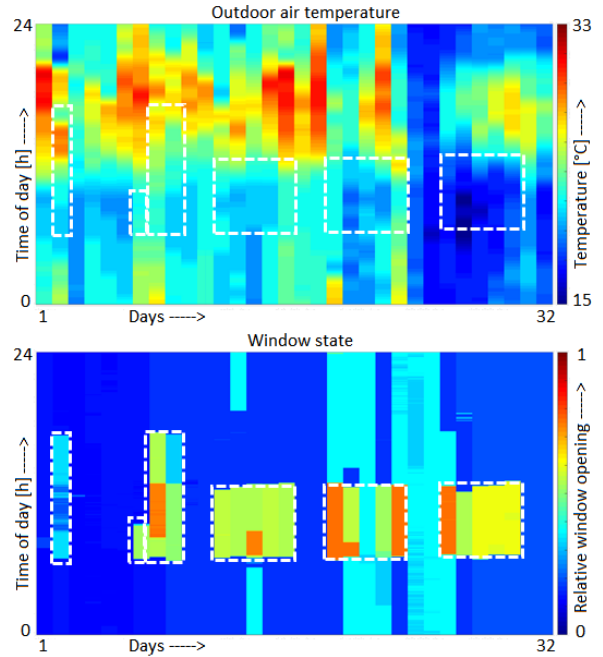 Outdoor air temperature
24
33
Time of day [h] ----->
Temperature [°C] ---->
0
15
1
Days ----->
32
Window state
24
1
Time of day [h] ----->
Relative window opening ---->
0
0
1
Days ----->
32